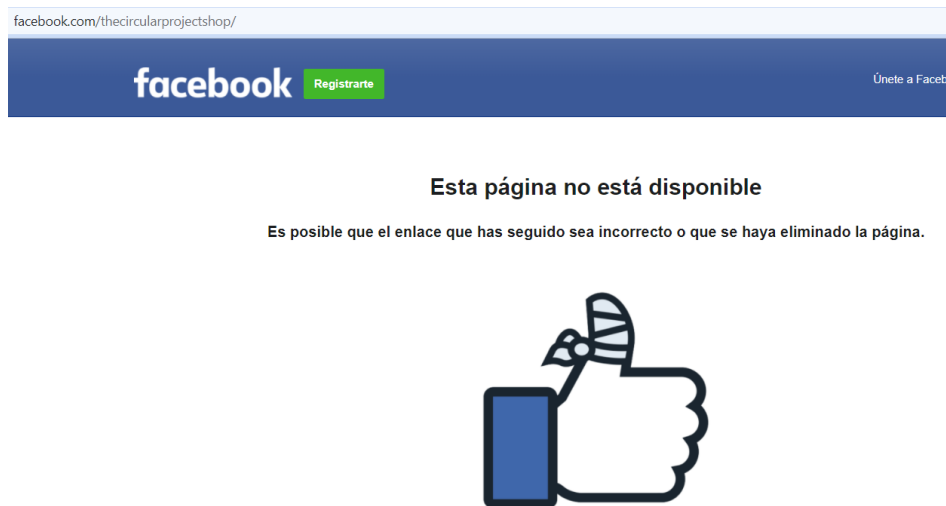 facebook.com/thecircularprojectshop/
facebook Registrarte Únete a
Esta página no está disponible
Es posible que el enlace que has seguido sea incorrecto o que se haya eliminado la página.